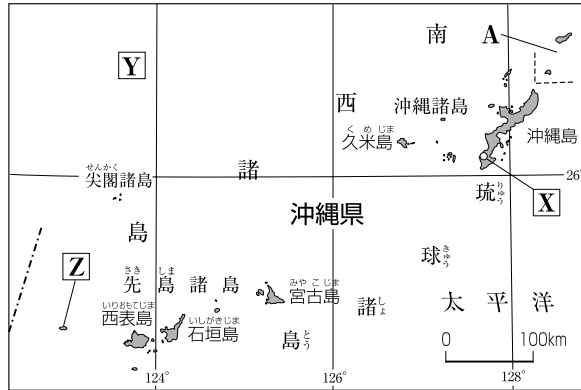 南
A
Y
西
沖縄諸島
くめじま
久米島
沖縄島
せんかく
尖閣諸島
諸
26°
X
琉
りゅう
沖縄県
島
球
きゅう
Z
さきしま
先島諸島
みやこじま
宮古島
諸
しょ
太平洋
いりおもてじま
西表島
いしがきじま
石垣島
島
とう
0 100km
124° 126° 128°